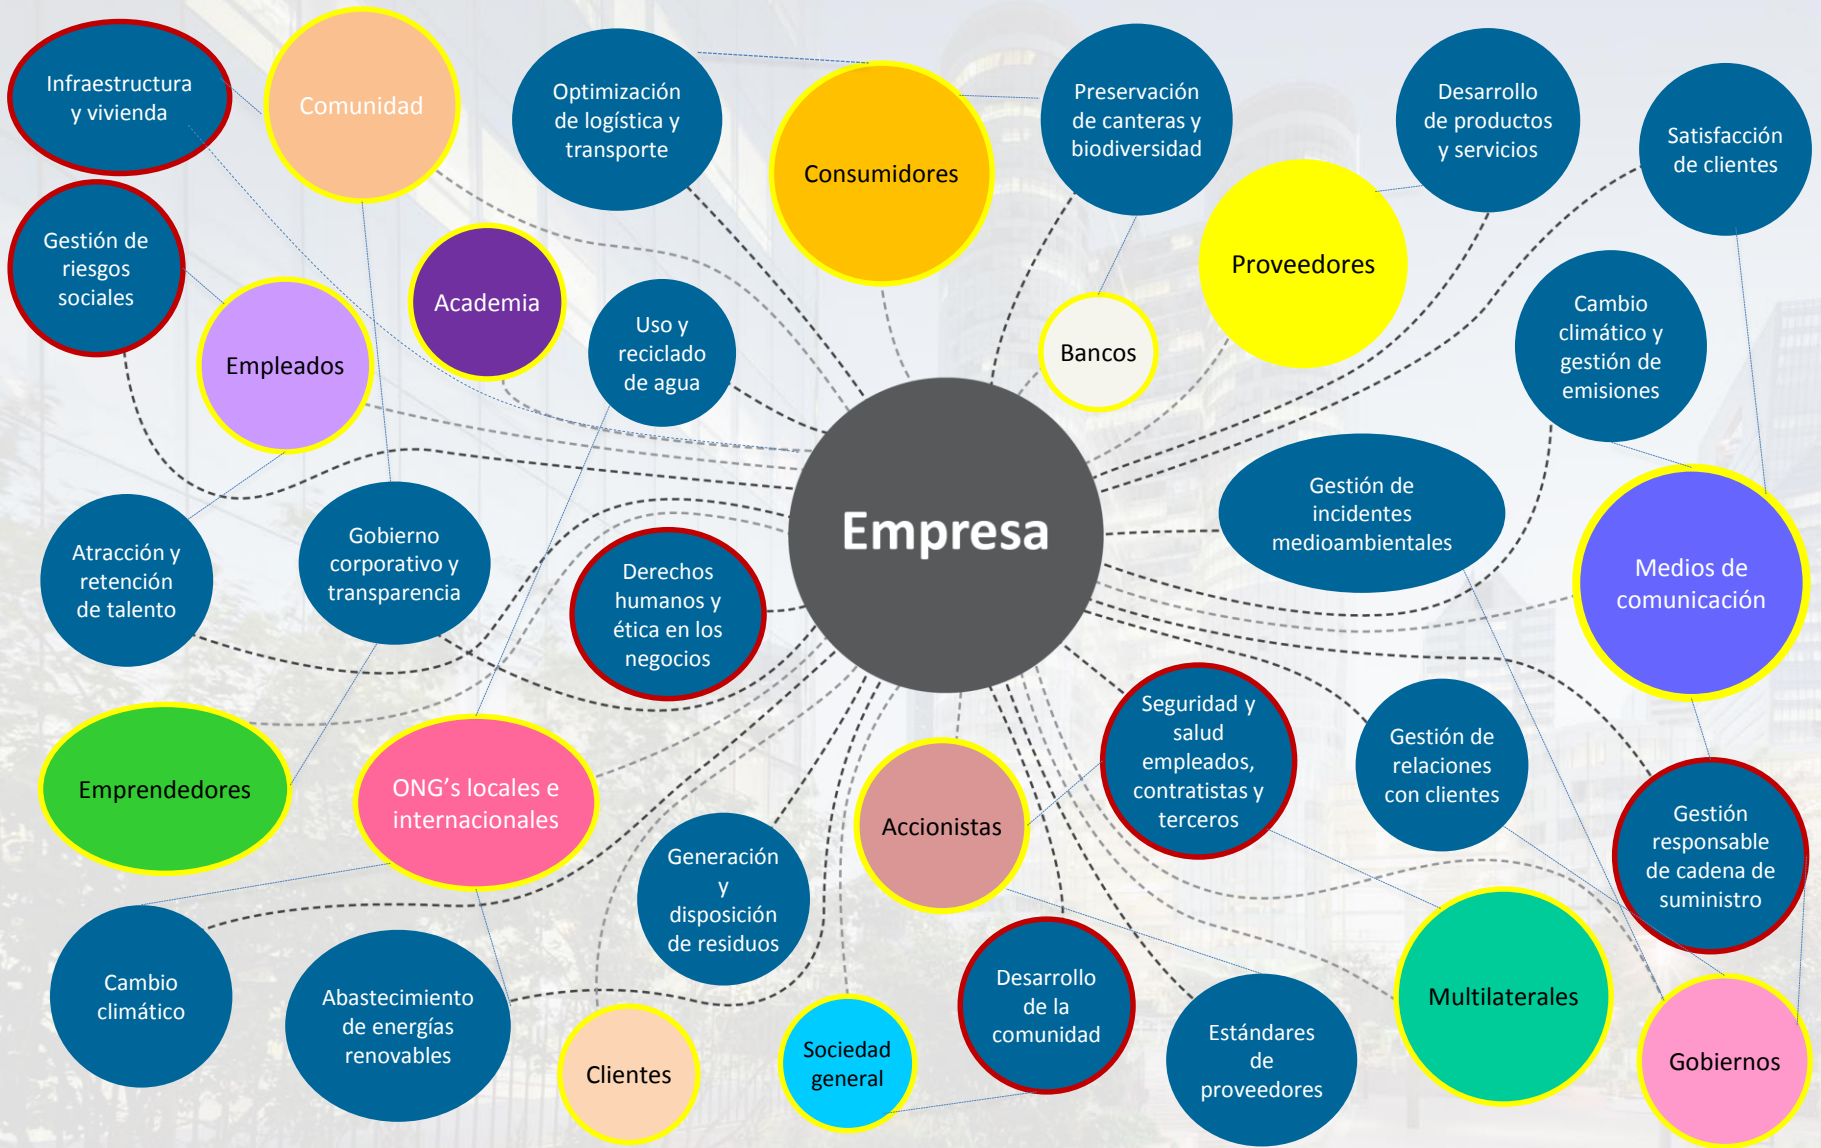 Infraestructura
y vivienda
Comunidad
Optimización
de logística y
transporte
Consumidores
Preservación
de canteras y
biodiversidad
Desarrollo
de productos
y servicios
Satisfacción
de clientes
Gestión de
riesgos
sociales
Empleados
Academia
Uso y
reciclado
de agua
Bancos
Proveedores
Cambio
climático y
gestión de
emisiones
Atracción y
retención
de talento
Gobierno
corporativo y
transparencia
Derechos
humanos y
ética en los
negocios
Empresa
Gestión de
incidentes
medioambientales
Medios de
comunicación
Emprendedores
ONG's locales e
internacionales
Generación
y
disposición
de residuos
Accionistas
Seguridad y
salud
empleados,
contratistas y
terceros
Gestión de
relaciones
con clientes
Gestión
responsable
de cadena de
suministro
Cambio
climático
Abastecimiento
de energías
renovables
Clientes
Sociedad
general
Desarrollo
de la
comunidad
Estándares
de
proveedores
Multilaterales
Gobiernos